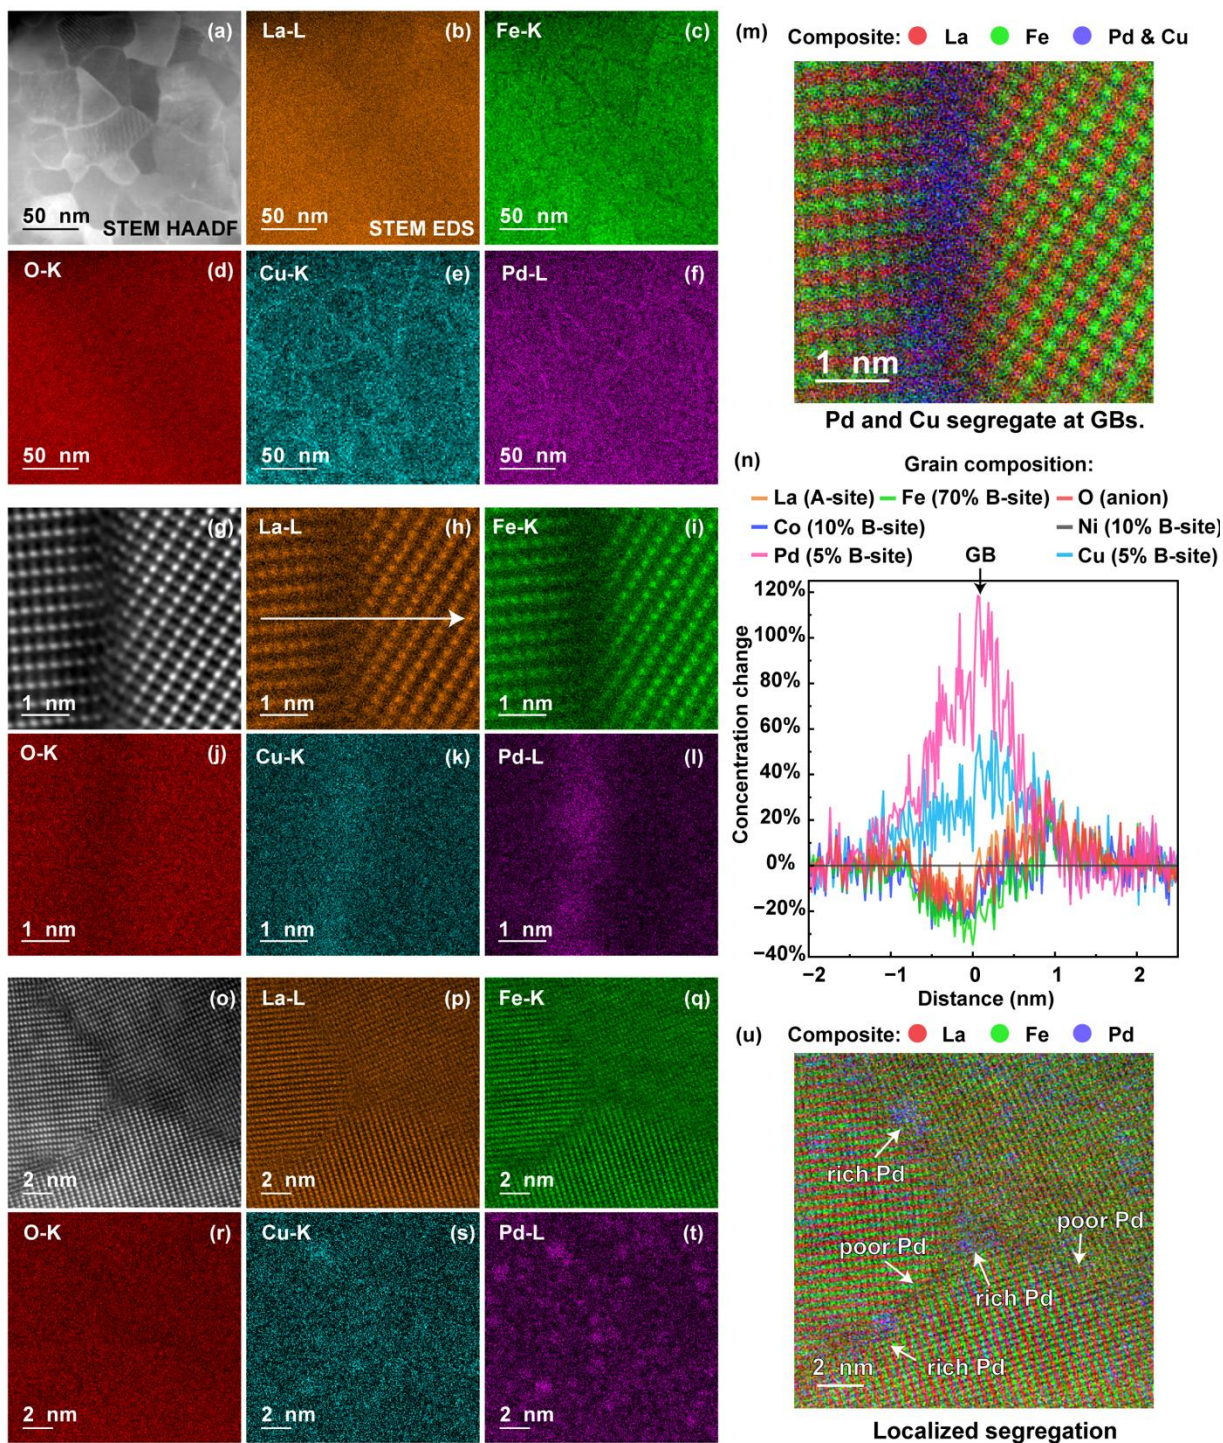 (a)
50 nm
STEM HAADF
La-L (b)
50 nm
STEM EDS
Fe-K (c)
50 nm
O-K (d)
50 nm
Cu-K (e)
50 nm
Pd-L (f)
50 nm
(g)
1 nm
La-L (h)
1 nm
Fe-K (i)
1 nm
O-K (j)
1 nm
Cu-K (k)
1 nm
Pd-L (l)
1 nm
(m) Composite: La Fe Pd & Cu
1 nm
Pd and Cu segregate at GBs.
(n) Grain composition:
La (A-site) Fe (70% B-site) O (anion)
Co (10% B-site) Ni (10% B-site)
Pd (5% B-site) Cu (5% B-site)
GB
Concentration change
120%
100%
80%
60%
40%
20%
0%
−20%
−40%
−2 −1 0 1 2
Distance (nm)
(o)
2 nm
La-L (p)
2 nm
Fe-K (q)
2 nm
O-K (r)
2 nm
Cu-K (s)
2 nm
Pd-L (t)
2 nm
(u) Composite: La Fe Pd
rich Pd
poor Pd
poor Pd
rich Pd
rich Pd
2 nm
Localized segregation